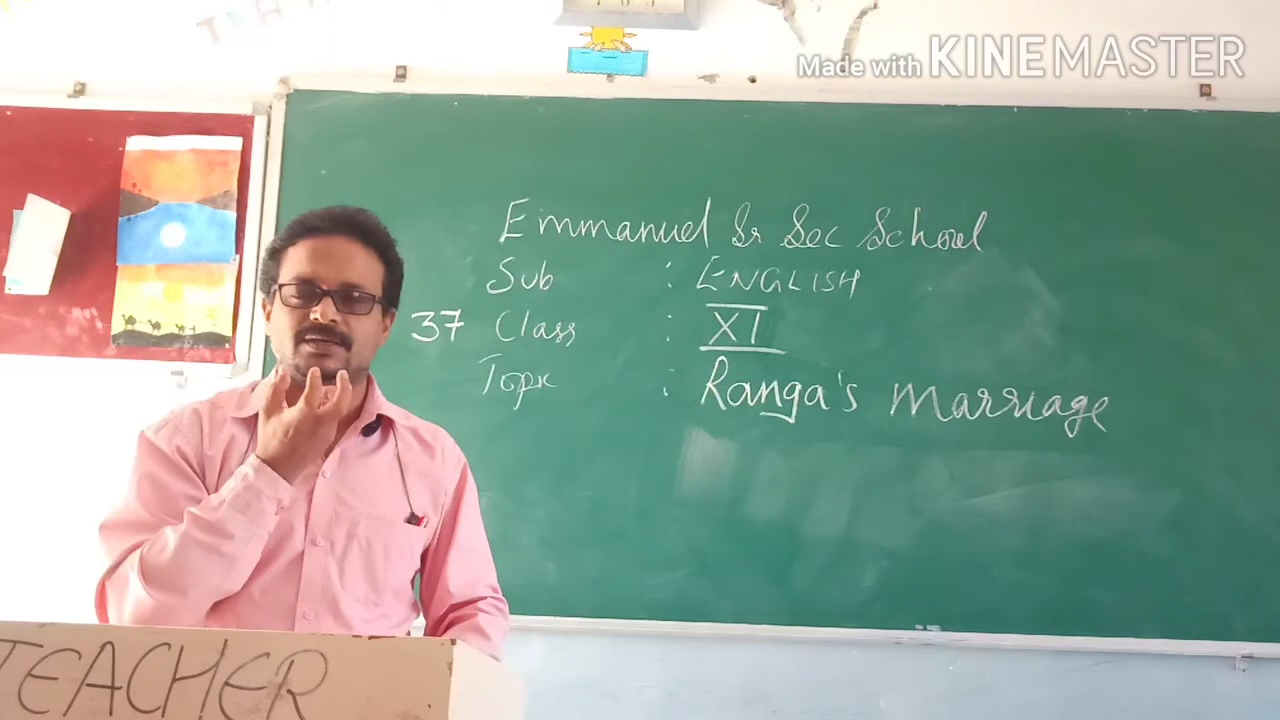 Made with KINEMASTER
Emmanuel Sr Sec School
Sub : ENGLISH
37 Class : XI
Topic : Ranga's Marriage
TEACHER